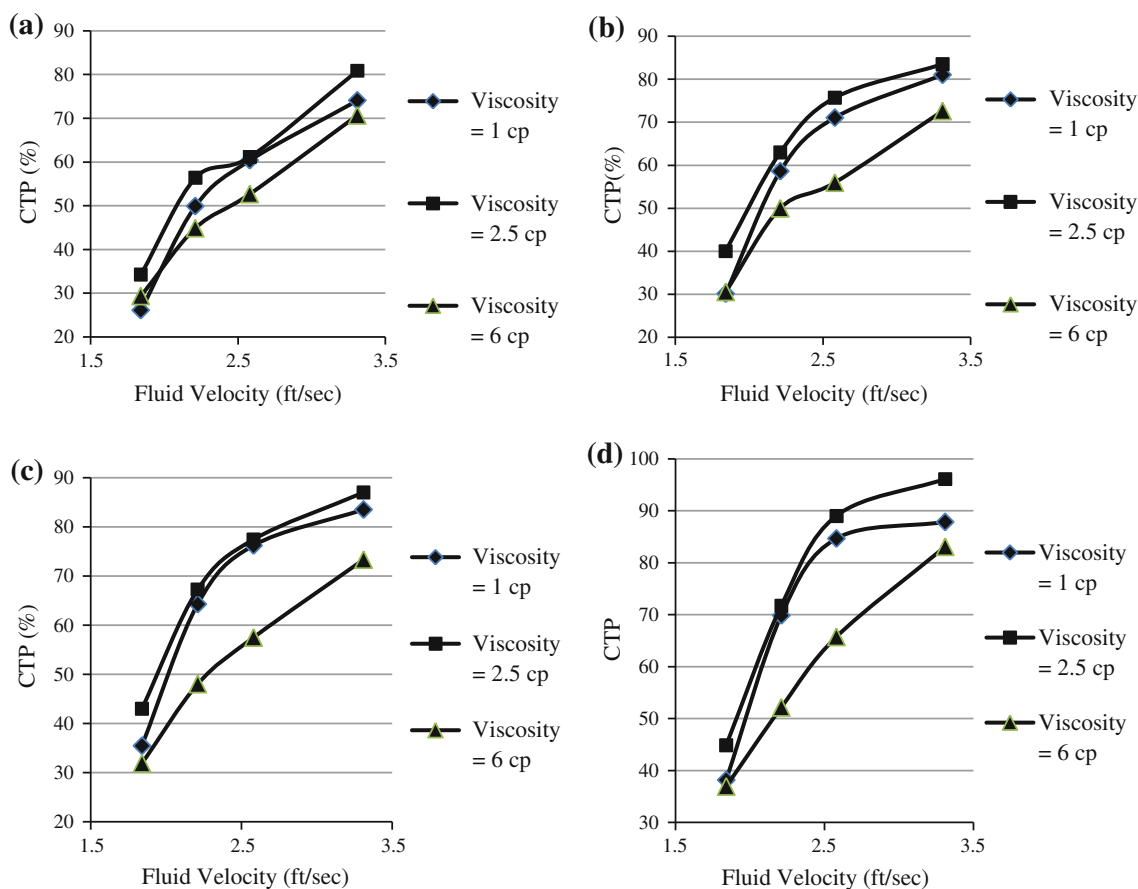 (a)
90
80
70
60
50
40
30
20
CTP (%)
1.5 2.5 3.5
Fluid Velocity (ft/sec)
Viscosity
= 1 cp
Viscosity
= 2.5 cp
Viscosity
= 6 cp
(b)
90
80
70
60
50
40
30
20
CTP(%)
1.5 2.5 3.5
Fluid Velocity (ft/sec)
Viscosity
= 1 cp
Viscosity
= 2.5 cp
Viscosity
= 6 cp
(c)
90
80
70
60
50
40
30
20
CTP (%)
1.5 2.5 3.5
Fluid Velocity (ft/sec)
Viscosity
= 1 cp
Viscosity
= 2.5 cp
Viscosity
= 6 cp
(d)
100
90
80
70
60
50
40
30
CTP
1.5 2.5 3.5
Fluid Velocity (ft/sec)
Viscosity
= 1 cp
Viscosity
= 2.5 cp
Viscosity
= 6 cp